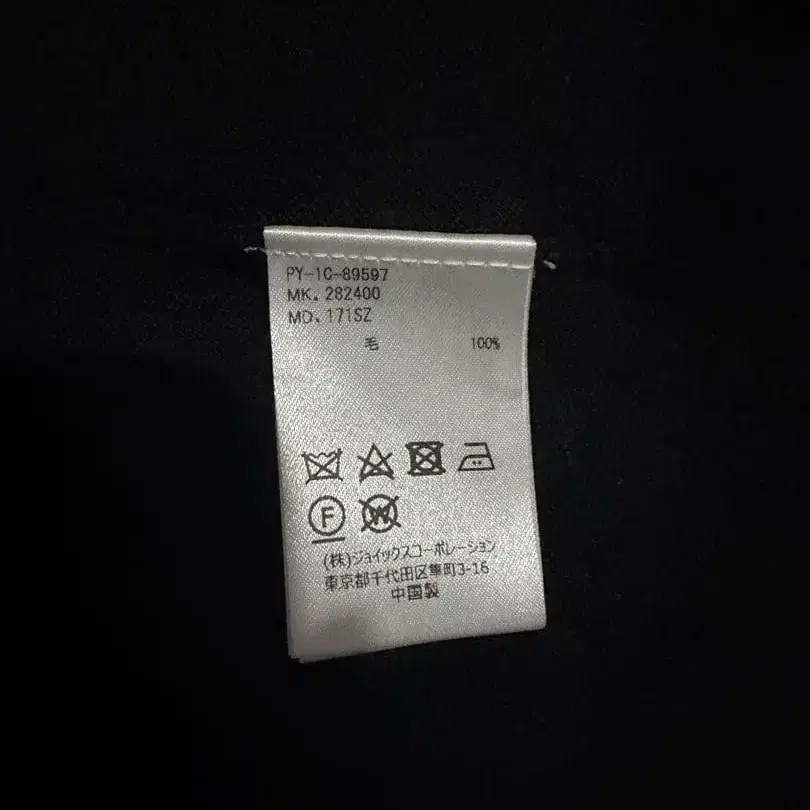 PY-1C-89597
MK. 282400
MD. 171SZ
毛 100%
F
W
(株)ジョイックスコーポレーション
東京都千代田区隼町3-16
中国製